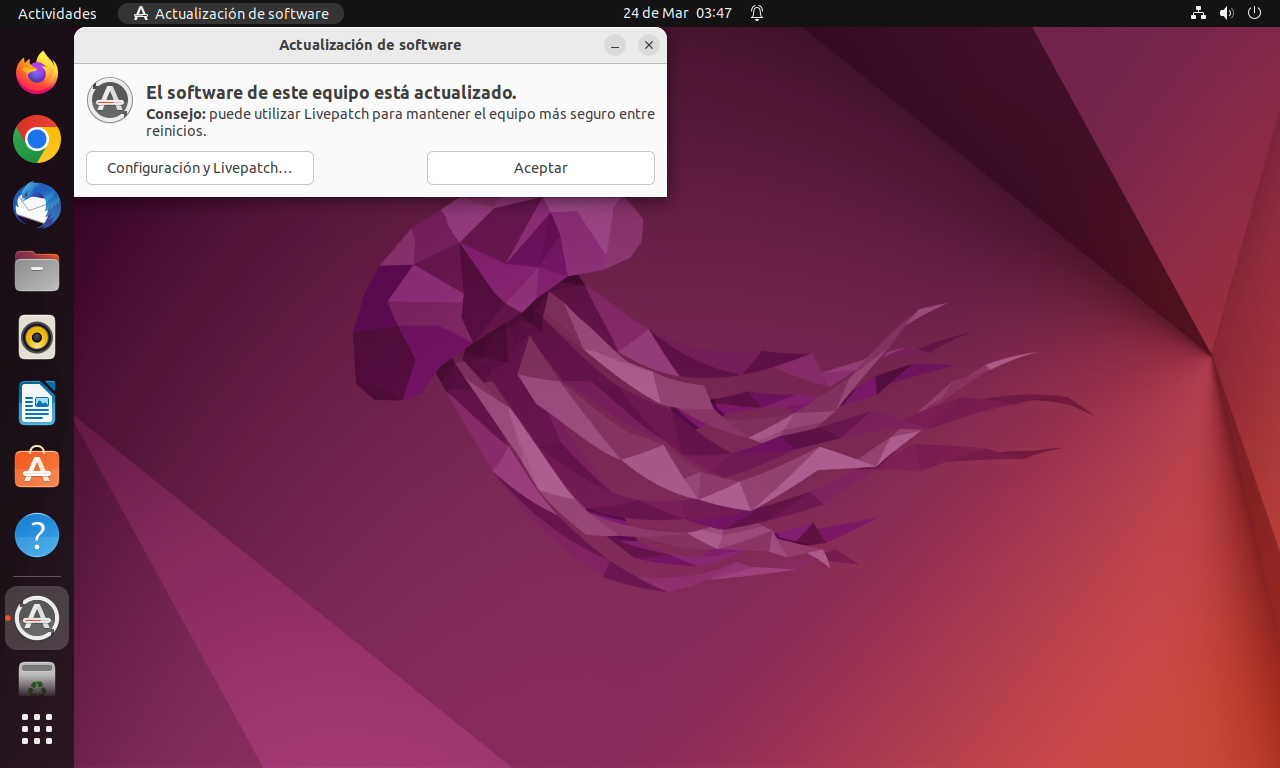 Actividades
Actualización de software
24 de Mar 03:47
Actualización de software
El software de este equipo está actualizado.
Consejo: puede utilizar Livepatch para mantener el equipo más seguro entre
reinicios.
Configuración y Livepatch…
Aceptar